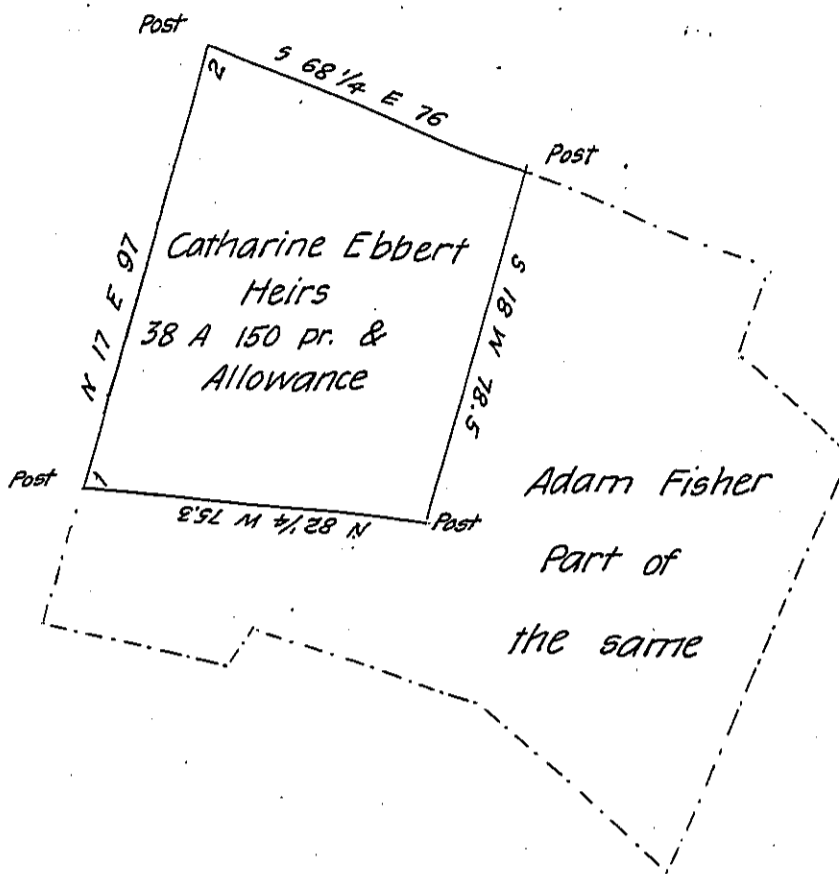 Post
2
S 68 1/4 E 76
Post
N 17 E 97
Catharine Ebbert
Heirs
38 A 150 pr. &
Allowance
S 18 W 78.5
Post
1
N 82 1/4 W 75.3
Post
Adam Fisher
Part of
the same